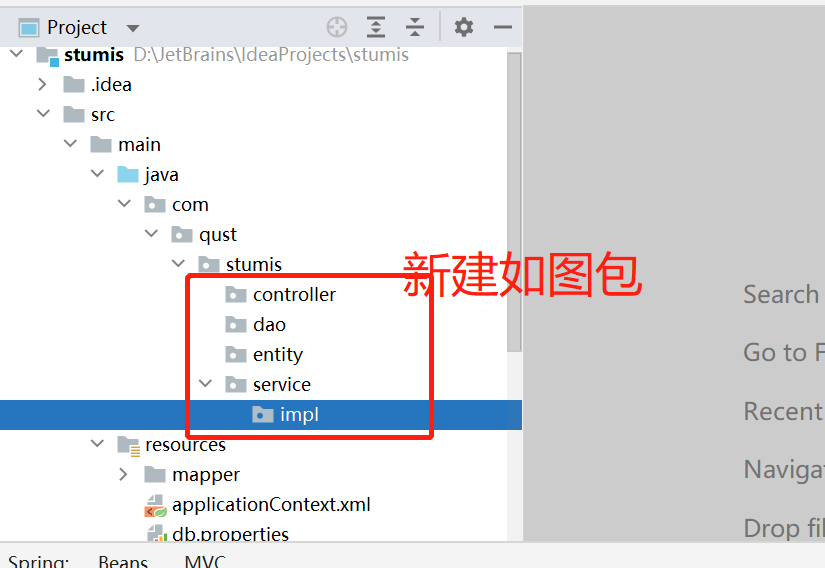 Project
stumis D:\JetBrains\IdeaProjects\stumis
.idea
src
main
java
com
qust
stumis
新建如图包
controller
dao
entity
service
impl
resources
mapper
applicationContext.xml
db.properties
Search
Go to F
Recent
Navigat
Drop fil
Spring: Beans MVC